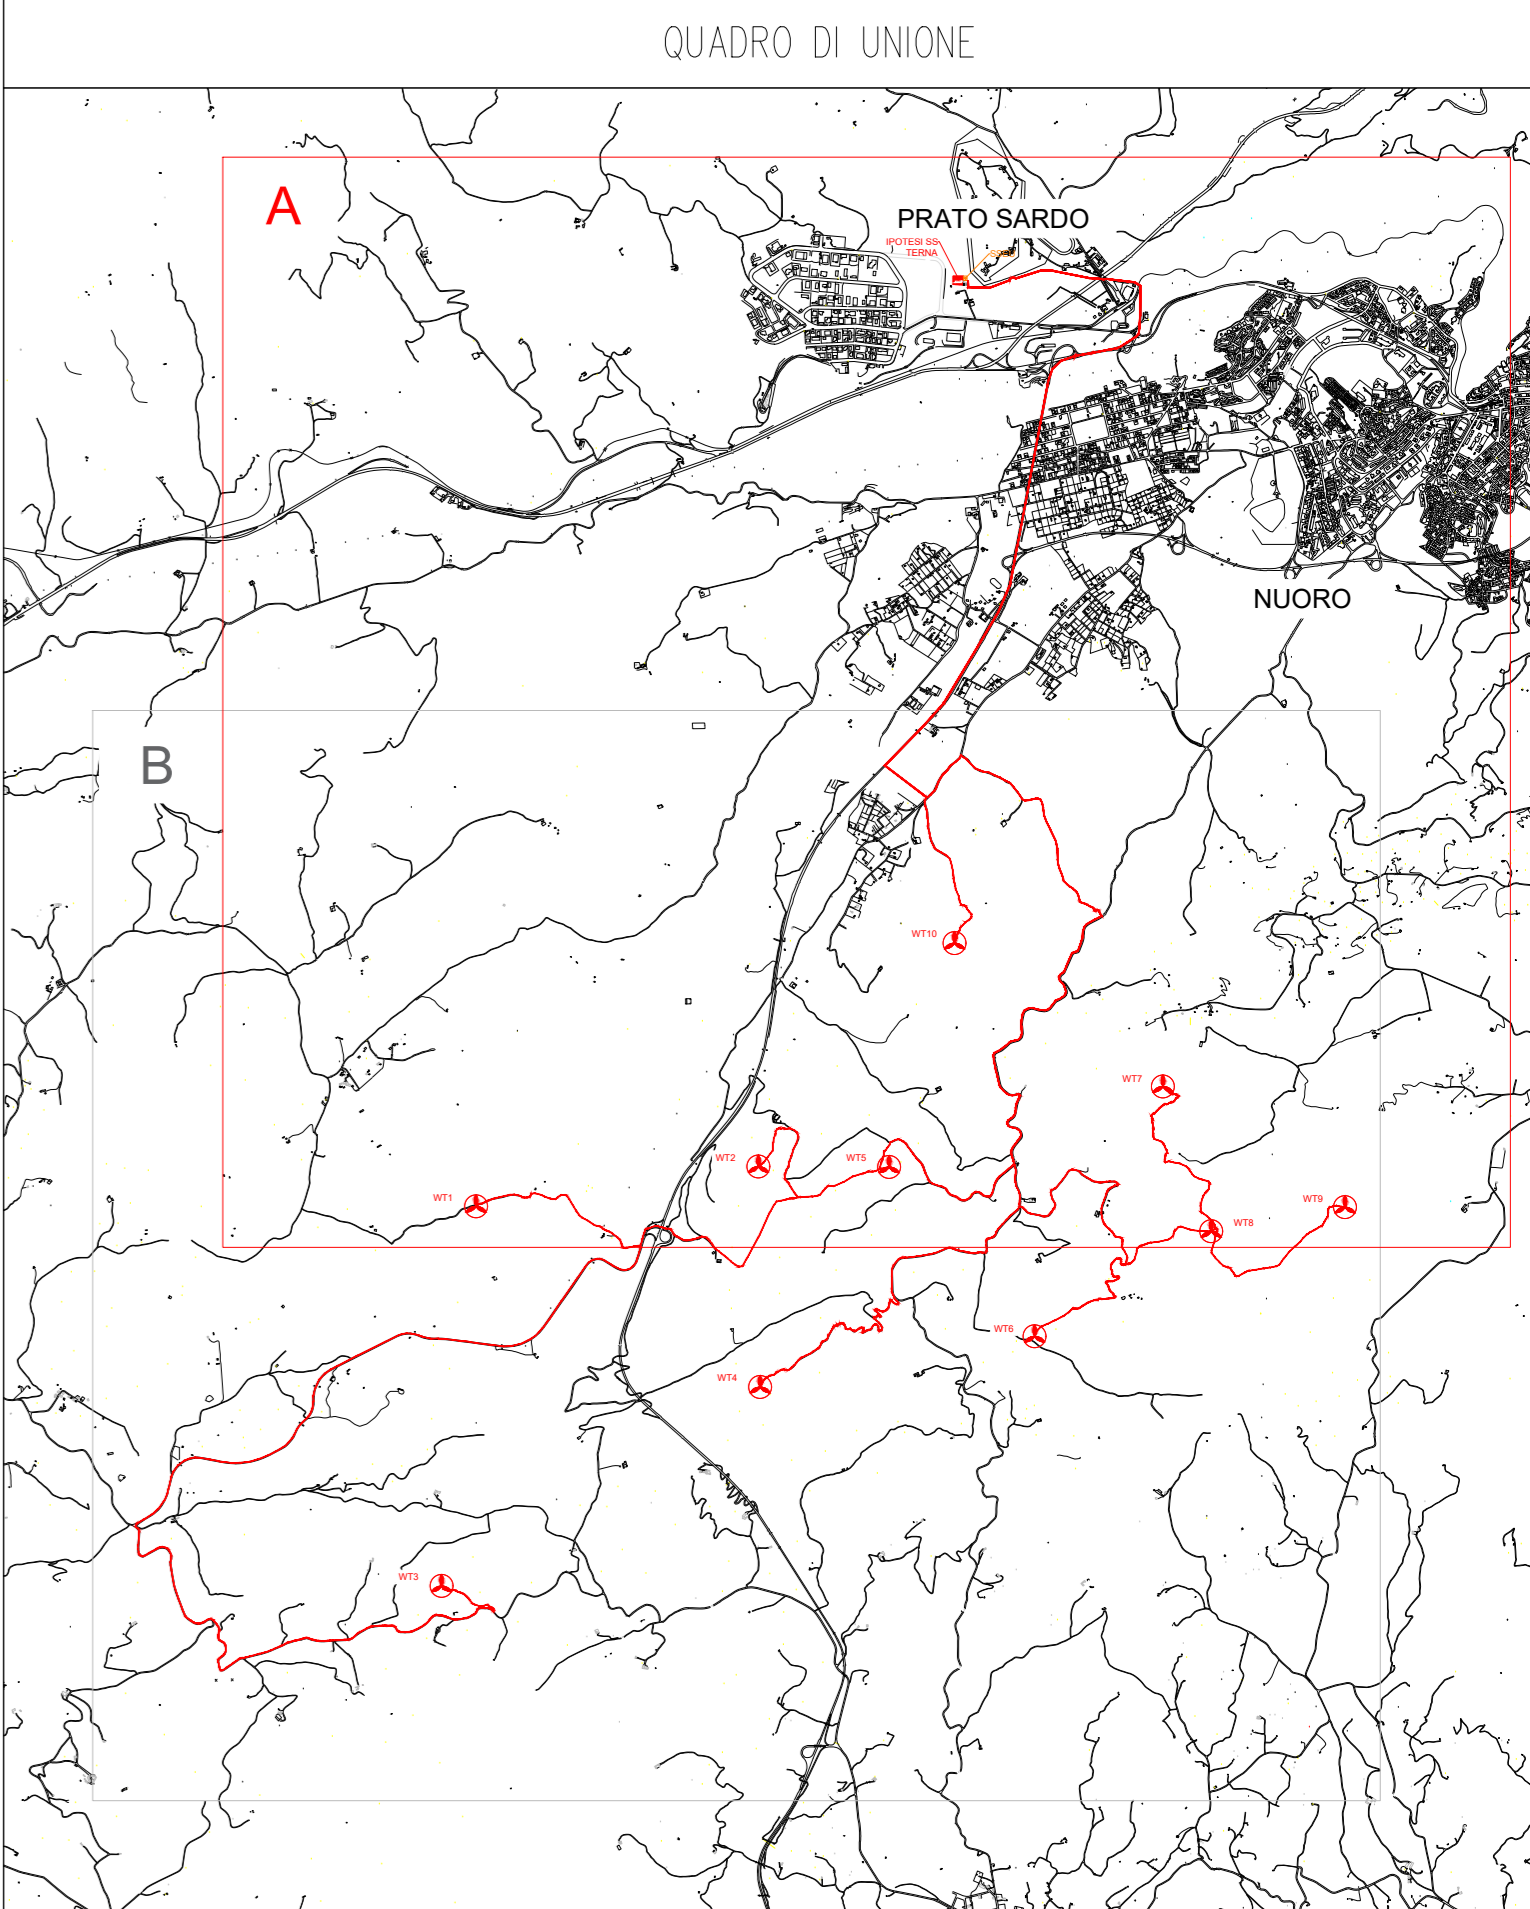 QUADRO DI UNIONE
A
PRATO SARDO
IPOTESI SS
TERNA
NUORO
B
WT10
WT7
WT2
WT5
WT1
WT9
WT8
WT6
WT4
WT3